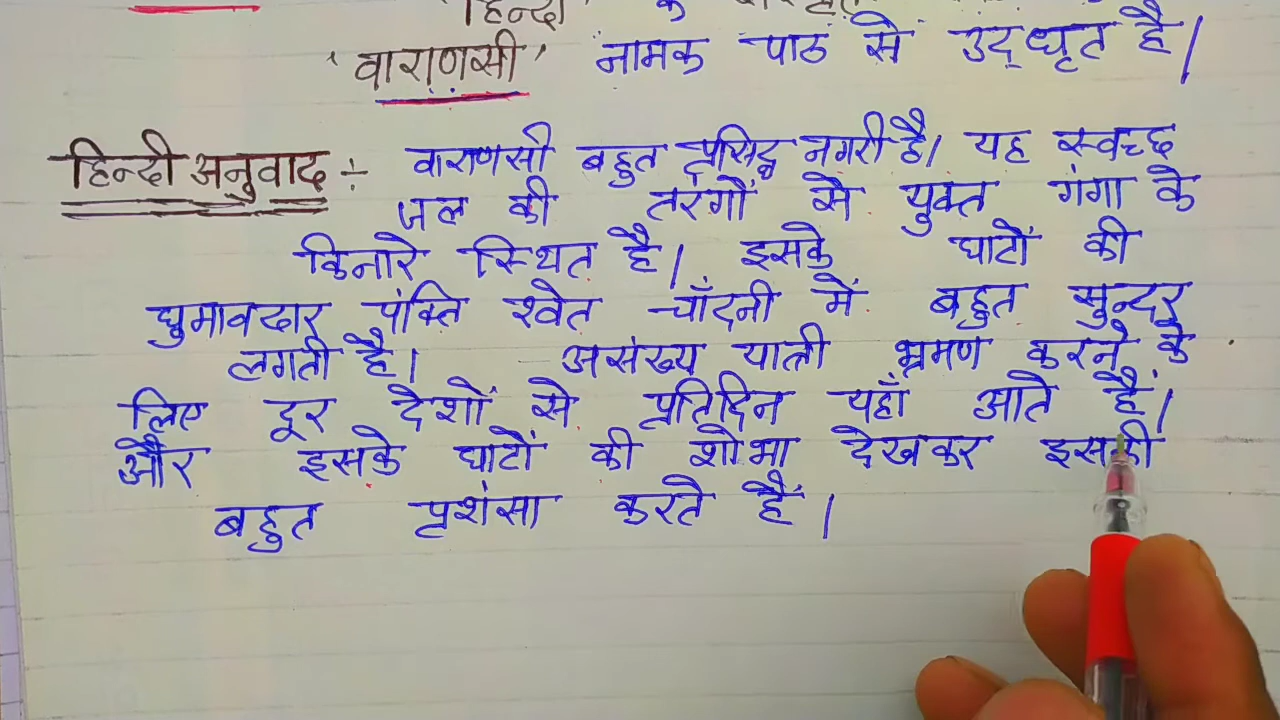 'हिन्दी' के
'वाराणसी' नामक पाठ से उद्धृत है।
हिन्दी अनुवाद :- वाराणसी बहुत प्रसिद्ध नगरी है। यह स्वच्छ
जल की तरंगों से युक्त गंगा के
किनारे स्थित है। इसके घाटों की
घुमावदार पंक्ति श्वेत चाँदनी में बहुत सुन्दर
लगती है। असंख्य यात्री भ्रमण करने के
लिए दूर देशों से प्रतिदिन यहाँ आते हैं।
और इसके घाटों की शोभा देखकर इसकी
बहुत प्रशंसा करते हैं।